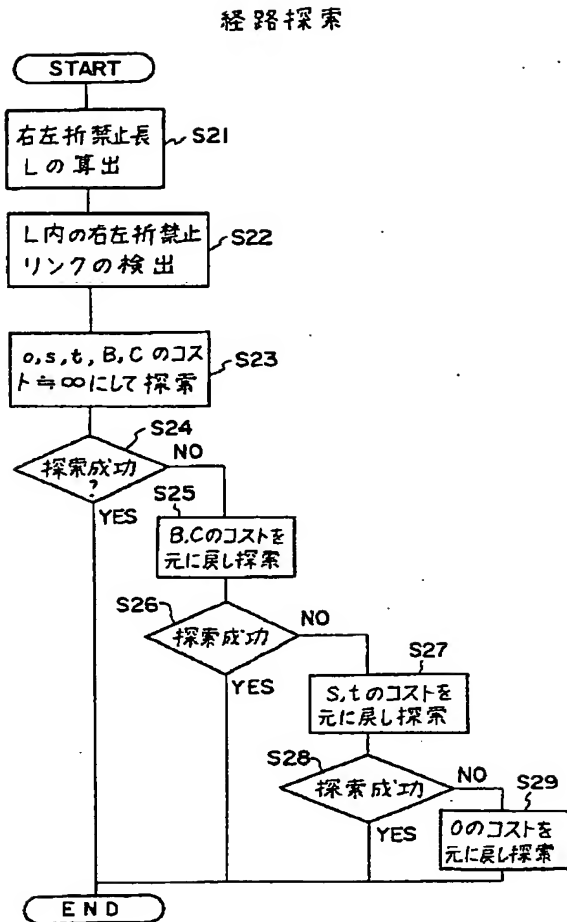 経路探索
START
右左折禁止長
Lの算出
S21
L内の右左折禁止
リンクの検出
S22
o,s,t,B,Cのコス
ト≒∞にして探索
S23
S24
探索成功
?
NO
YES
S25
B,Cのコストを
元に戻し探索
S26
探索成功
NO
YES
S27
S,tのコストを
元に戻し探索
S28
探索成功
NO
YES
S29
Oのコストを
元に戻し探索
END